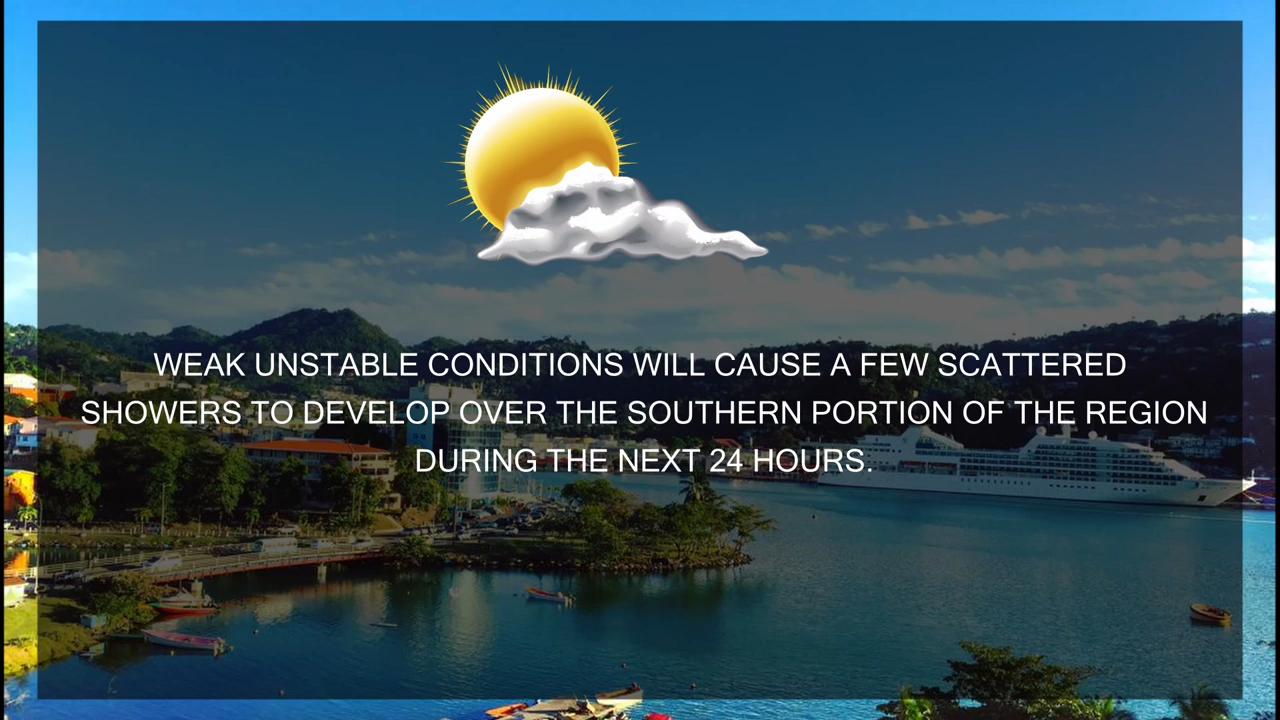 WEAK UNSTABLE CONDITIONS WILL CAUSE A FEW SCATTERED
SHOWERS TO DEVELOP OVER THE SOUTHERN PORTION OF THE REGION
DURING THE NEXT 24 HOURS.